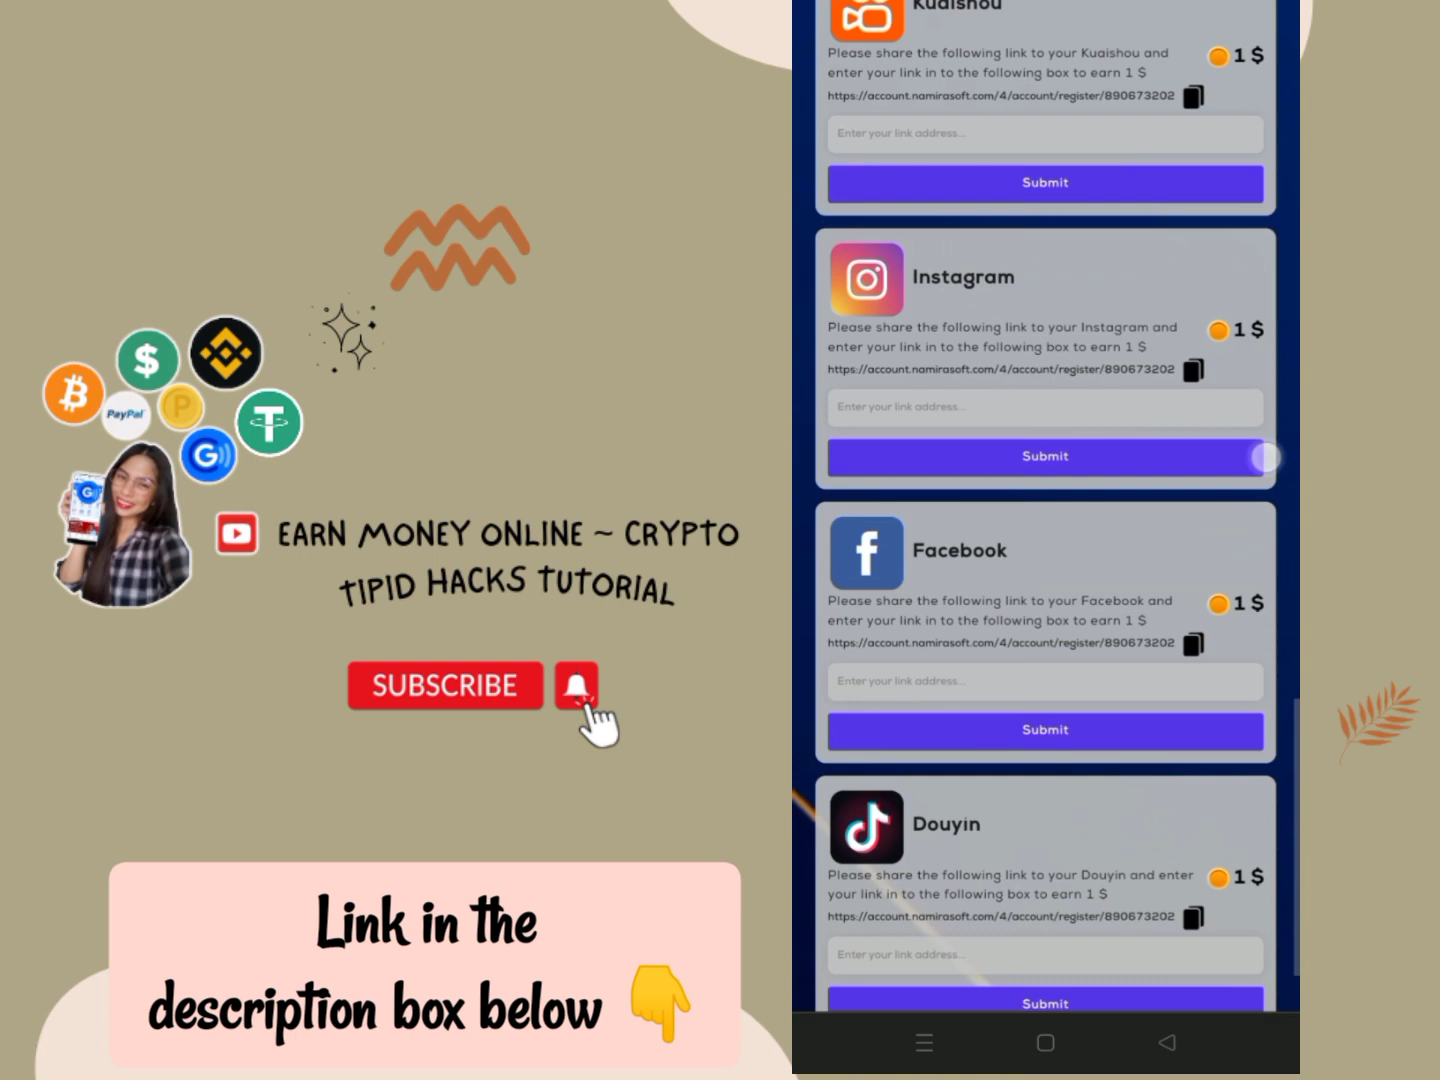 PayPal
EARN MONEY ONLINE ~ CRYPTO
TIPID HACKS TUTORIAL
SUBSCRIBE
Link in the
description box below
Kuaishou
Please share the following link to your Kuaishou and
enter your link in to the following box to earn 1 $
1 $
https://account.namirasoft.com/4/account/register/890673202
Enter your link address...
Submit
Instagram
Please share the following link to your Instagram and
enter your link in to the following box to earn 1 $
1 $
https://account.namirasoft.com/4/account/register/890673202
Enter your link address...
Submit
Facebook
Please share the following link to your Facebook and
enter your link in to the following box to earn 1 $
1 $
https://account.namirasoft.com/4/account/register/890673202
Enter your link address...
Submit
Douyin
Please share the following link to your Douyin and enter
your link in to the following box to earn 1 $
1 $
https://account.namirasoft.com/4/account/register/890673202
Enter your link address...
Submit